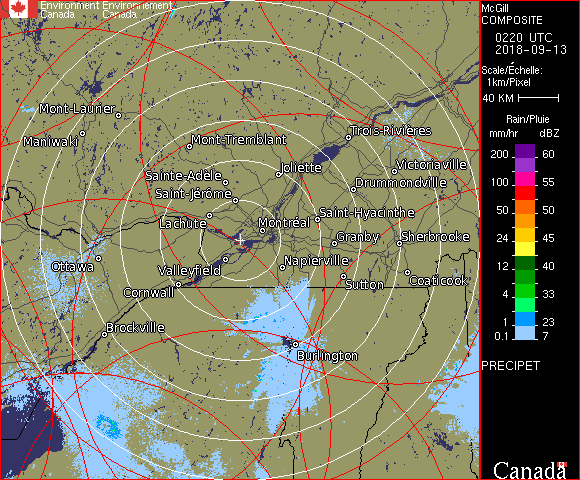 Environment Environnement
Canada Canada
McGill
COMPOSITE
0220 UTC
2018-09-13
Scale/Échelle:
1km/Pixel
40 KM
Rain/Pluie
mm/hr dBZ
200 60
100 55
50 50
24 45
12 40
4 33
1 23
0.1 7
PRECIPET
Canada
Mont-Laurier
Maniwaki
Mont-Tremblant
Trois-Rivières
Victoriaville
Joliette
Sainte-Adèle
Drummondville
Saint-Jérôme
Lachute
Montréal
Saint-Hyacinthe
Granby
Sherbrooke
Ottawa
Valleyfield
Napierville
Cornwall
Sutton
Coaticook
Brockville
Burlington